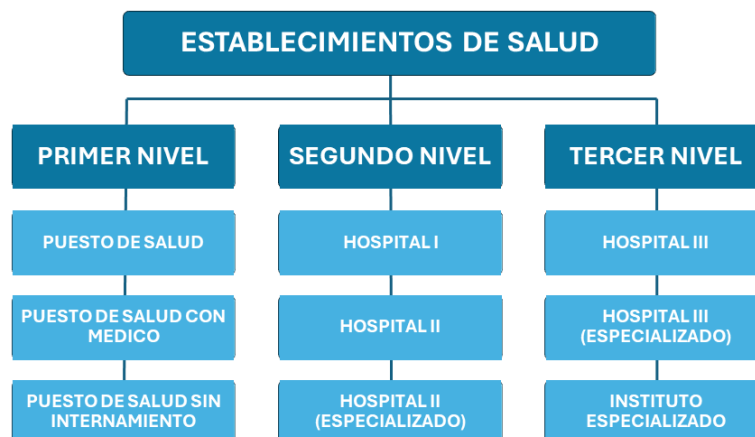 ESTABLECIMIENTOS DE SALUD
PRIMER NIVEL
PUESTO DE SALUD
PUESTO DE SALUD CON
MEDICO
PUESTO DE SALUD SIN
INTERNAMIENTO
SEGUNDO NIVEL
HOSPITAL I
HOSPITAL II
HOSPITAL II
(ESPECIALIZADO)
TERCER NIVEL
HOSPITAL III
HOSPITAL III
(ESPECIALIZADO)
INSTITUTO
ESPECIALIZADO